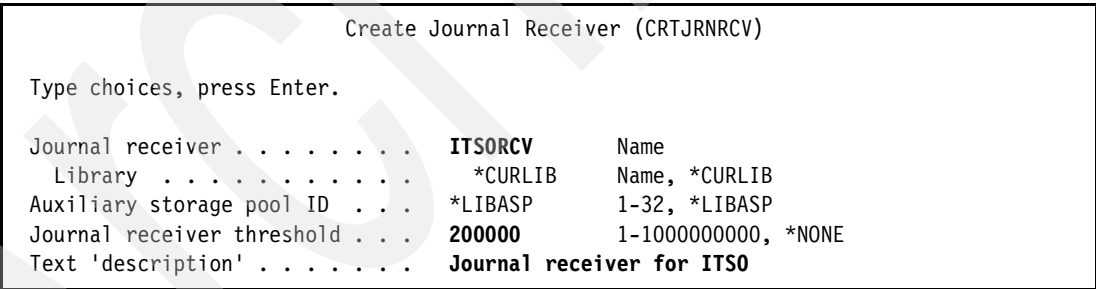 Create Journal Receiver (CRTJRNRCV)
Type choices, press Enter.
Journal receiver . . . . . . . . ITSORCV Name
Library . . . . . . . . . . . *CURLIB Name, *CURLIB
Auxiliary storage pool ID . . . *LIBASP 1-32, *LIBASP
Journal receiver threshold . . . 200000 1-1000000000, *NONE
Text 'description' . . . . . . . Journal receiver for ITSO